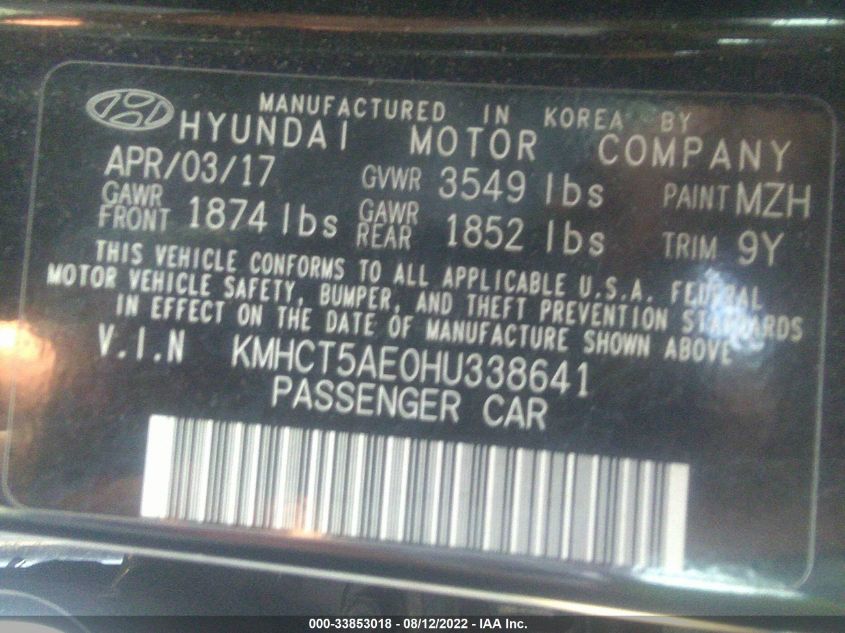 MANUFACTURED IN KOREA BY
HYUNDAI MOTOR COMPANY
APR/03/17 GVWR 3549 lbs PAINT MZH
GAWR FRONT 1874 lbs GAWR REAR 1852 lbs TRIM 9Y
THIS VEHICLE CONFORMS TO ALL APPLICABLE U.S.A. FEDERAL
MOTOR VEHICLE SAFETY, BUMPER, AND THEFT PREVENTION STANDARDS
IN EFFECT ON THE DATE OF MANUFACTURE SHOWN ABOVE
V.I.N KMHCT5AE0HU338641
PASSENGER CAR
000-33853018 - 08/12/2022 - IAA Inc.